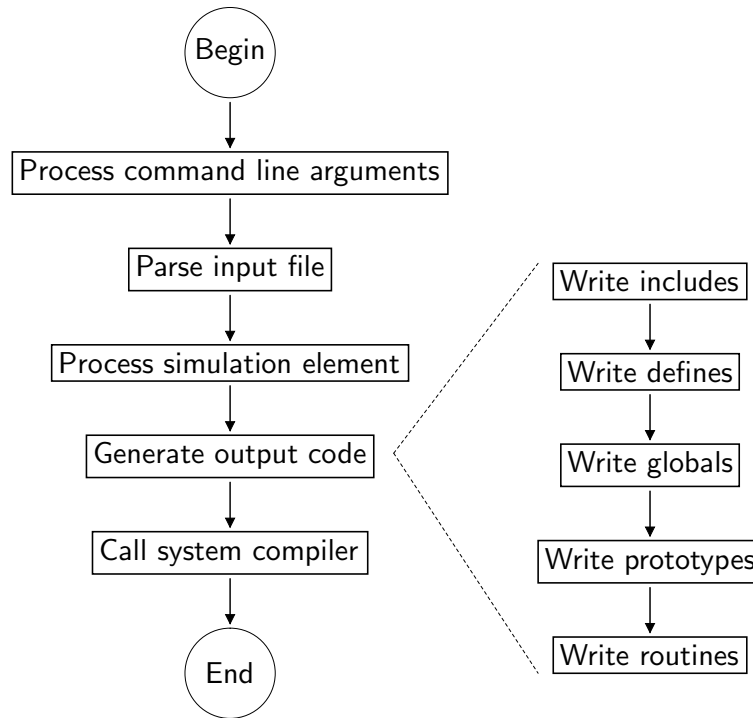 Begin
Process command line arguments
Parse input file
Process simulation element
Generate output code
Call system compiler
End
Write includes
Write defines
Write globals
Write prototypes
Write routines